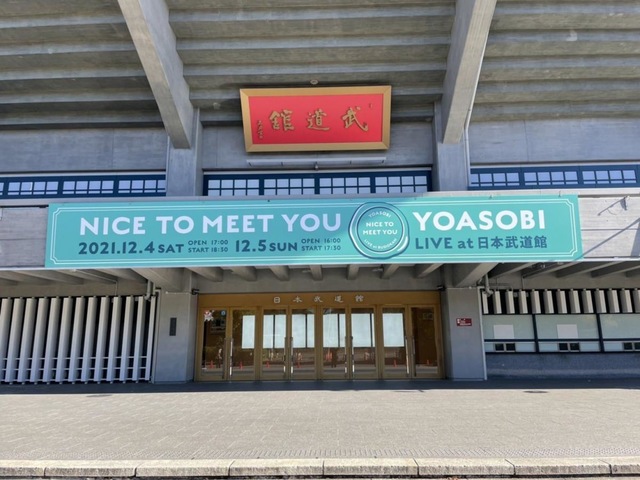 館道武
NICE TO MEET YOU
2021.12.4 SAT OPEN 17:00 START 18:30 12.5 SUN OPEN 16:00 START 17:30
YOASOBI
NICE TO
MEET YOU
YOASOBI
LIVE at 日本武道館
日本武道館